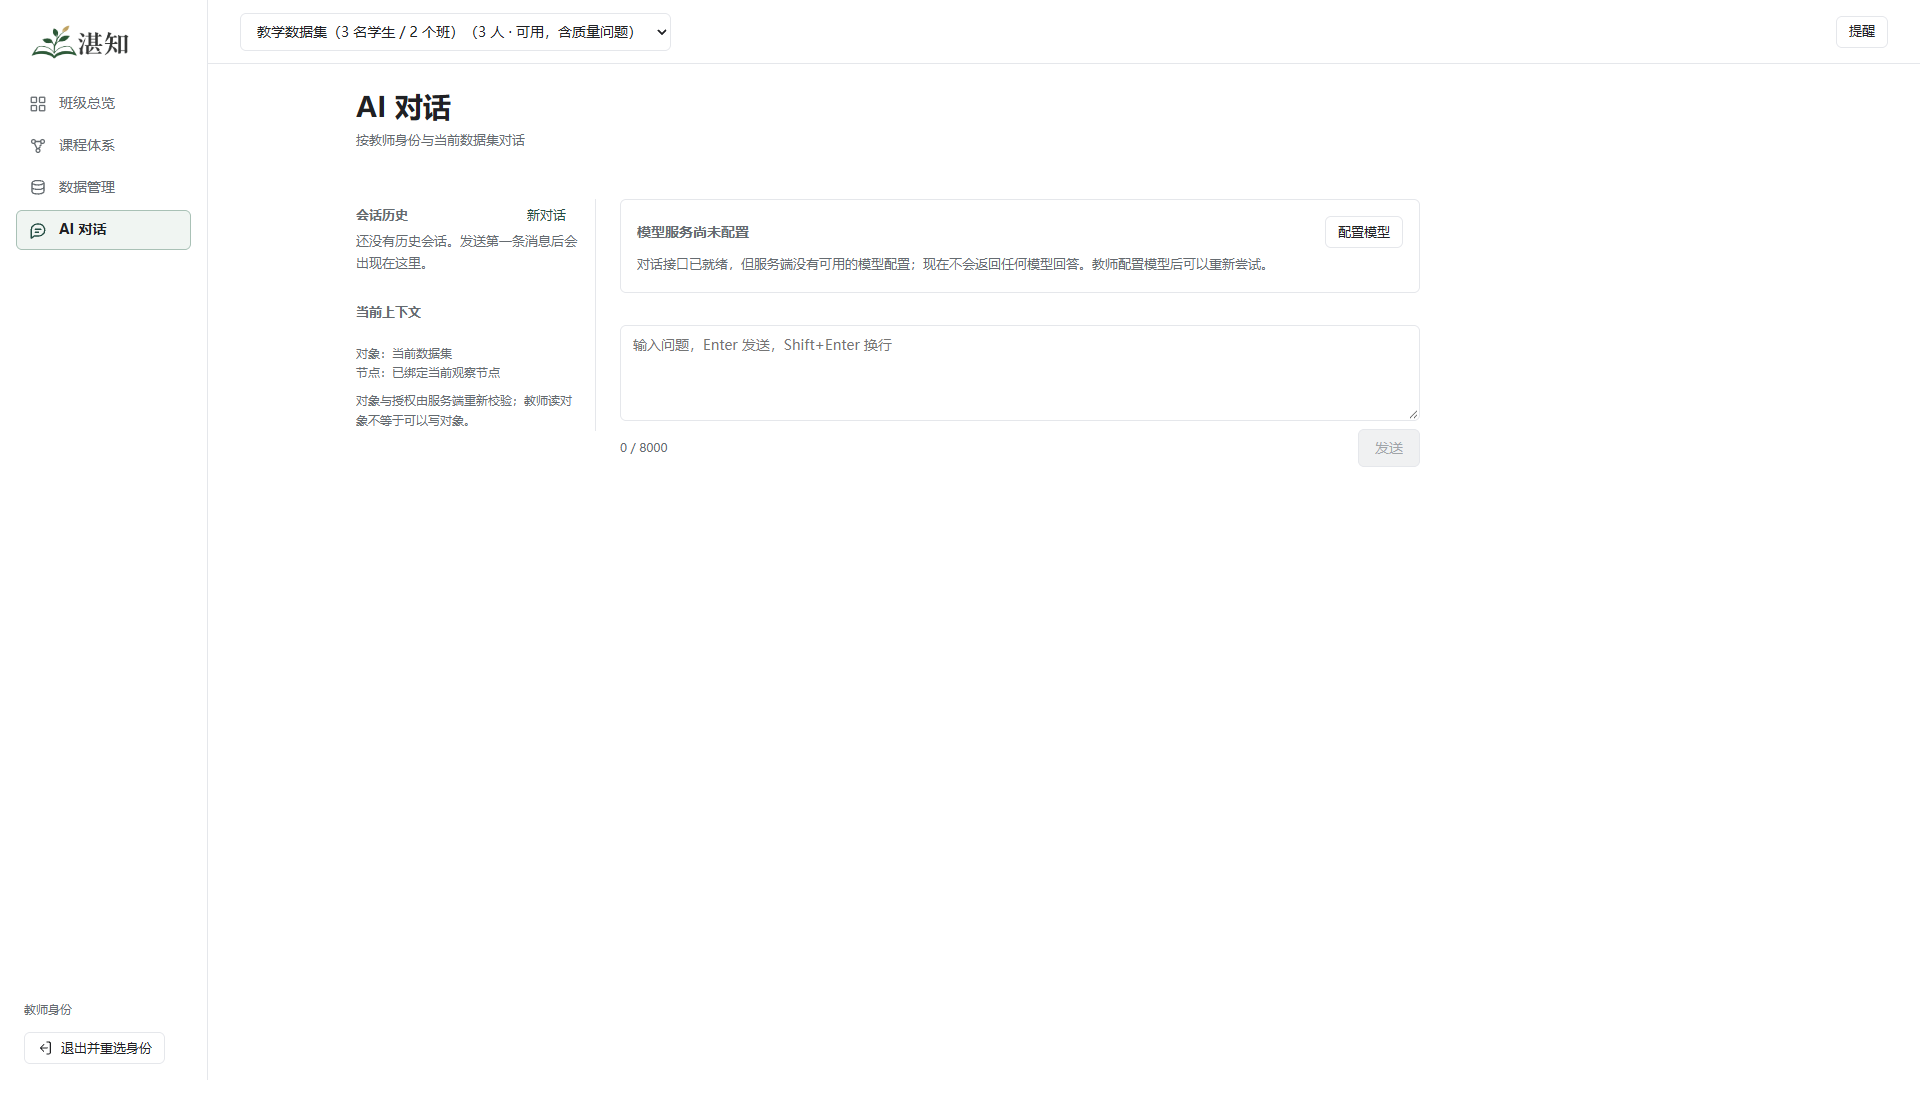 湛知
班级总览
课程体系
数据管理
AI 对话
教师身份
退出并重选身份
教学数据集（3 名学生 / 2 个班）（3 人 · 可用，含质量问题）
提醒
AI 对话
按教师身份与当前数据集对话
会话历史
新对话
还没有历史会话。发送第一条消息后会
出现在这里。
当前上下文
对象：当前数据集
节点：已绑定当前观察节点
对象与授权由服务端重新校验；教师读对
象不等于可以写对象。
模型服务尚未配置
配置模型
对话接口已就绪，但服务端没有可用的模型配置；现在不会返回任何模型回答。教师配置模型后可以重新尝试。
输入问题，Enter 发送，Shift+Enter 换行
0 / 8000
发送